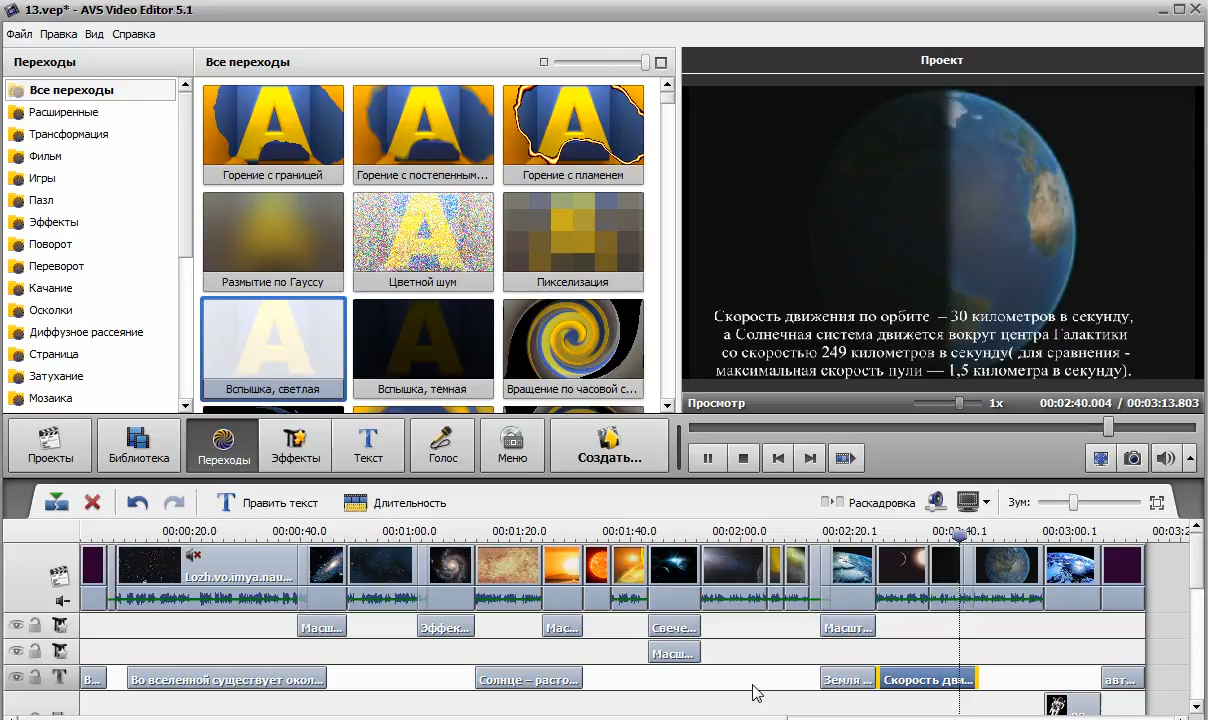 13.vep* - AVS Video Editor 5.1
Файл Правка Вид Справка
Переходы
Все переходы
Проект
Все переходы
Расширенные
Трансформация
Фильм
Игры
Пазл
Эффекты
Поворот
Переворот
Качание
Осколки
Диффузное рассеяние
Страница
Затухание
Мозаика
Горение с границей
Горение с постепенным...
Горение с пламенем
Размытие по Гауссу
Цветной шум
Пикселизация
Вспышка, светлая
Вспышка, темная
Вращение по часовой с...
Скорость движения по орбите – 30 километров в секунду,
а Солнечная система движется вокруг центра Галактики
со скоростью 249 километров в секунду( для сравнения -
максимальная скорость пули — 1,5 километра в секунду).
Просмотр
1x
00:02:40.004 / 00:03:13.803
Проекты
Библиотека
Переходы
Эффекты
Текст
Голос
Меню
Создать...
Править текст
Длительность
Раскадровка
Зум:
00:00:20.0 00:00:40.0 00:01:00.0 00:01:20.0 00:01:40.0 00:02:00.0 00:02:20.1 00:02:40.1 00:03:00.1 00:03:2
Lozh.vo.imya.nau...
Масш...
Эффек...
Мас...
Свече...
Масшт...
Масш...
В...
Во вселенной существует окол...
Солнце – расто...
Земля ...
Скорость дви...
авт...